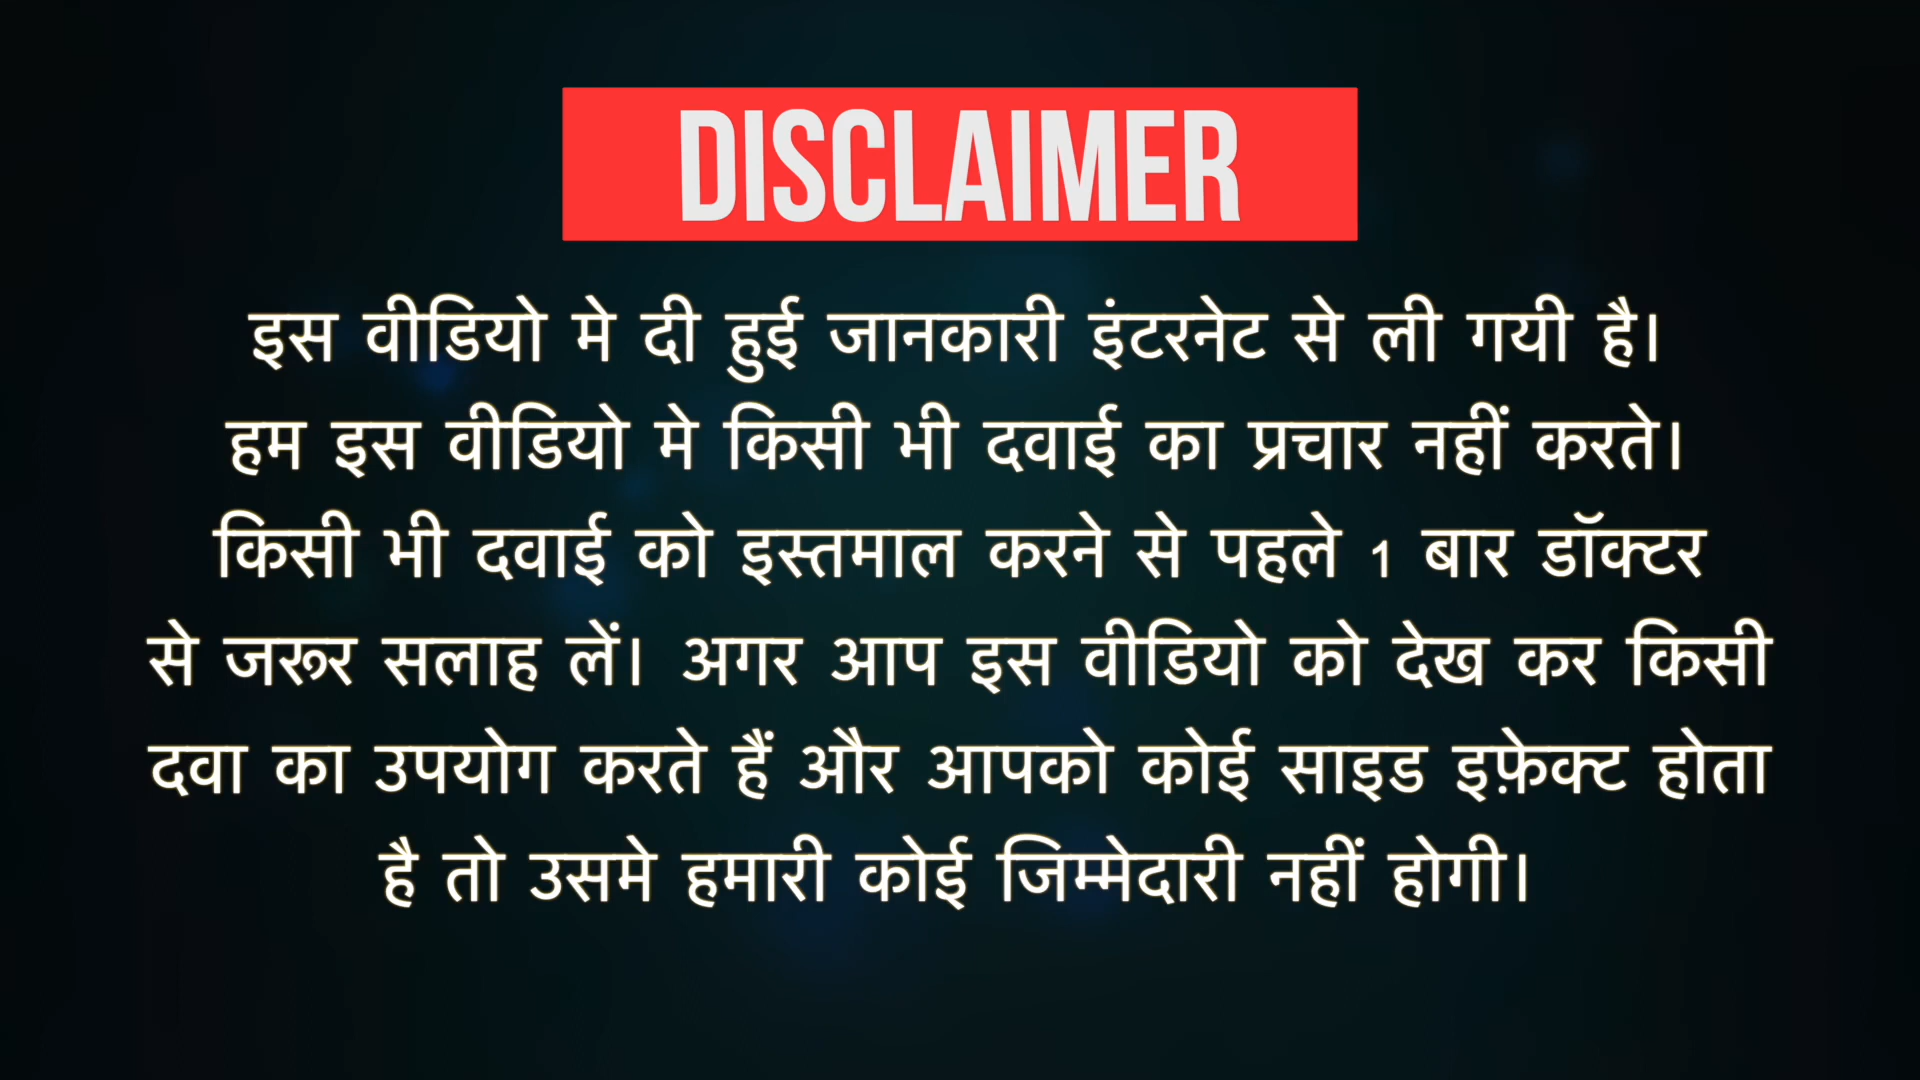 DISCLAIMER
इस वीडियो मे दी हुई जानकारी इंटरनेट से ली गयी है।
हम इस वीडियो मे किसी भी दवाई का प्रचार नहीं करते।
किसी भी दवाई को इस्तमाल करने से पहले 1 बार डॉक्टर
से जरूर सलाह लें। अगर आप इस वीडियो को देख कर किसी
दवा का उपयोग करते हैं और आपको कोई साइड इफ़ेक्ट होता
है तो उसमे हमारी कोई जिम्मेदारी नहीं होगी।